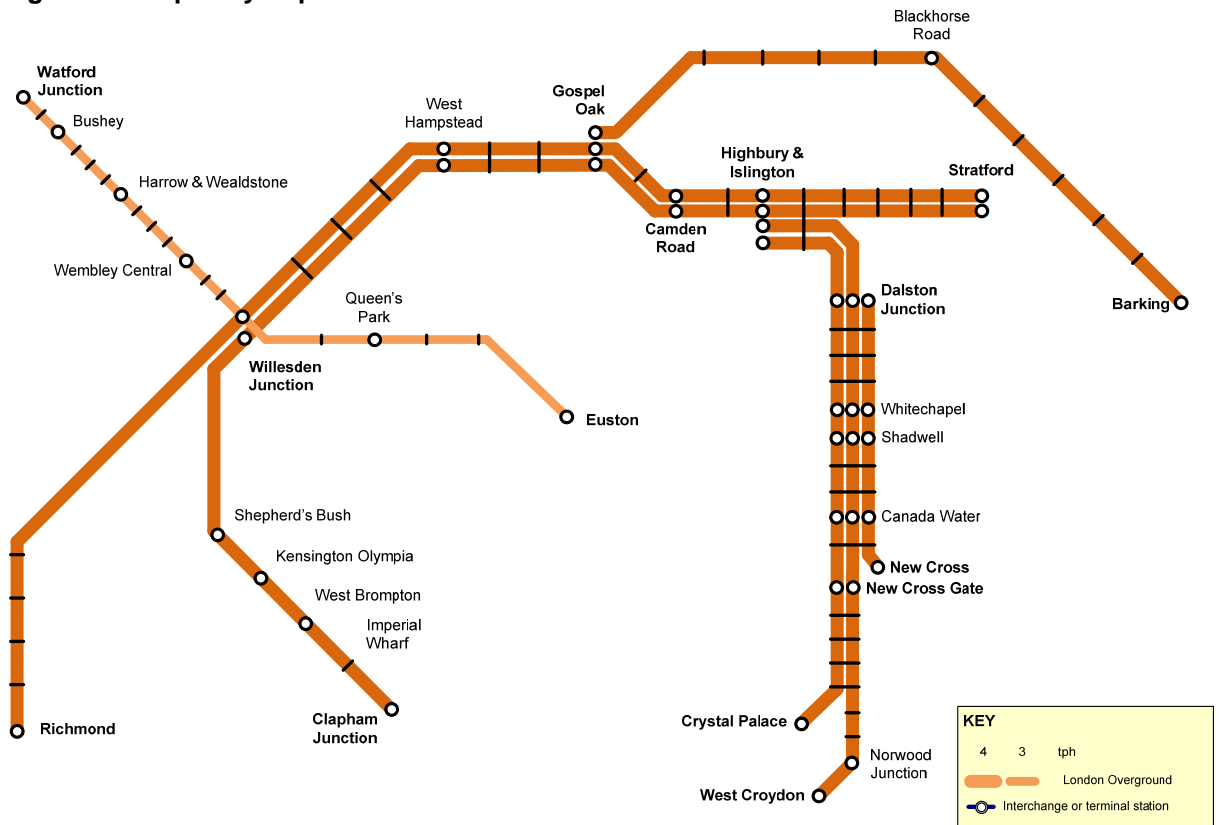 Blackhorse
Road
Watford
Junction
Bushey
Harrow & Wealdstone
Wembley Central
West
Hampstead
Gospel
Oak
Highbury &
Islington
Stratford
Camden
Road
Queen's
Park
Willesden
Junction
Euston
Dalston
Junction
Barking
Whitechapel
Shadwell
Canada Water
New Cross
New Cross Gate
Shepherd's Bush
Kensington Olympia
West Brompton
Imperial
Wharf
Richmond
Clapham
Junction
Crystal Palace
Norwood
Junction
West Croydon
KEY
4 3 tph
London Overground
Interchange or terminal station